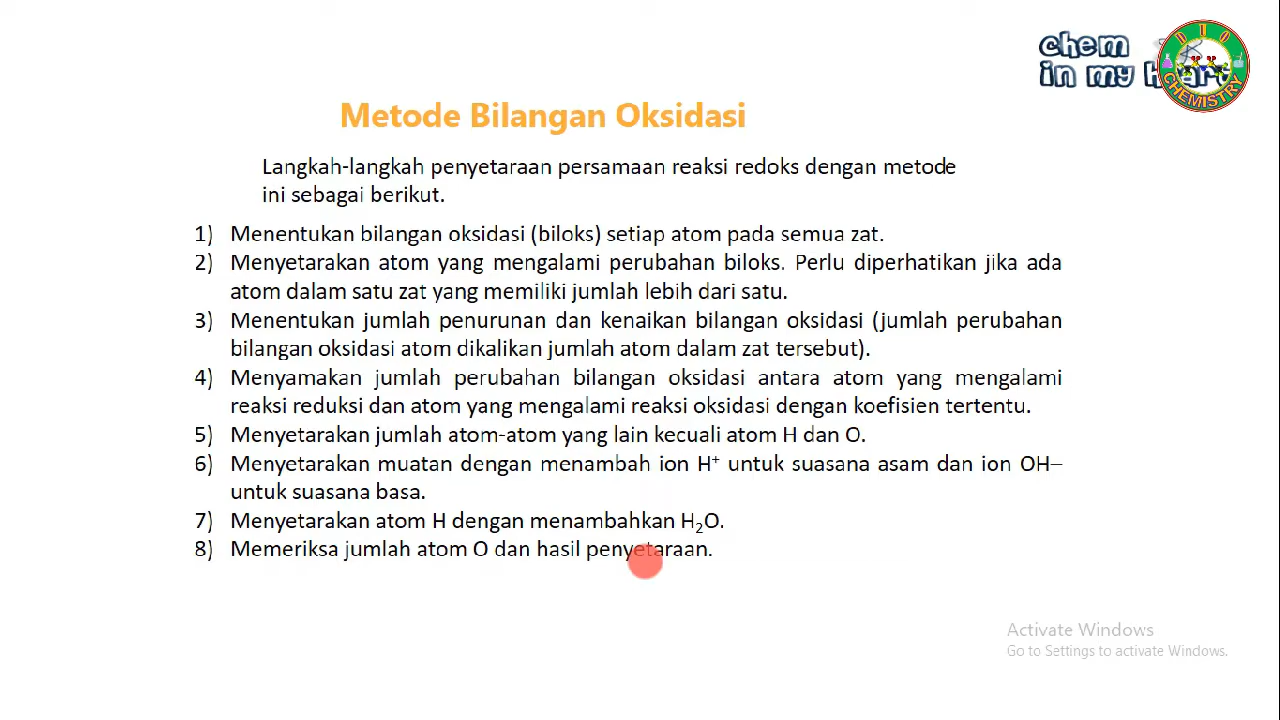 chem
in my heart
OTO
CHEMISTRY
Metode Bilangan Oksidasi
Langkah-langkah penyetaraan persamaan reaksi redoks dengan metode
ini sebagai berikut.
1) Menentukan bilangan oksidasi (biloks) setiap atom pada semua zat.
2) Menyetarakan atom yang mengalami perubahan biloks. Perlu diperhatikan jika ada
atom dalam satu zat yang memiliki jumlah lebih dari satu.
3) Menentukan jumlah penurunan dan kenaikan bilangan oksidasi (jumlah perubahan
bilangan oksidasi atom dikalikan jumlah atom dalam zat tersebut).
4) Menyamakan jumlah perubahan bilangan oksidasi antara atom yang mengalami
reaksi reduksi dan atom yang mengalami reaksi oksidasi dengan koefisien tertentu.
5) Menyetarakan jumlah atom-atom yang lain kecuali atom H dan O.
6) Menyetarakan muatan dengan menambah ion H⁺ untuk suasana asam dan ion OH–
untuk suasana basa.
7) Menyetarakan atom H dengan menambahkan H₂O.
8) Memeriksa jumlah atom O dan hasil penyetaraan.
Activate Windows
Go to Settings to activate Windows.